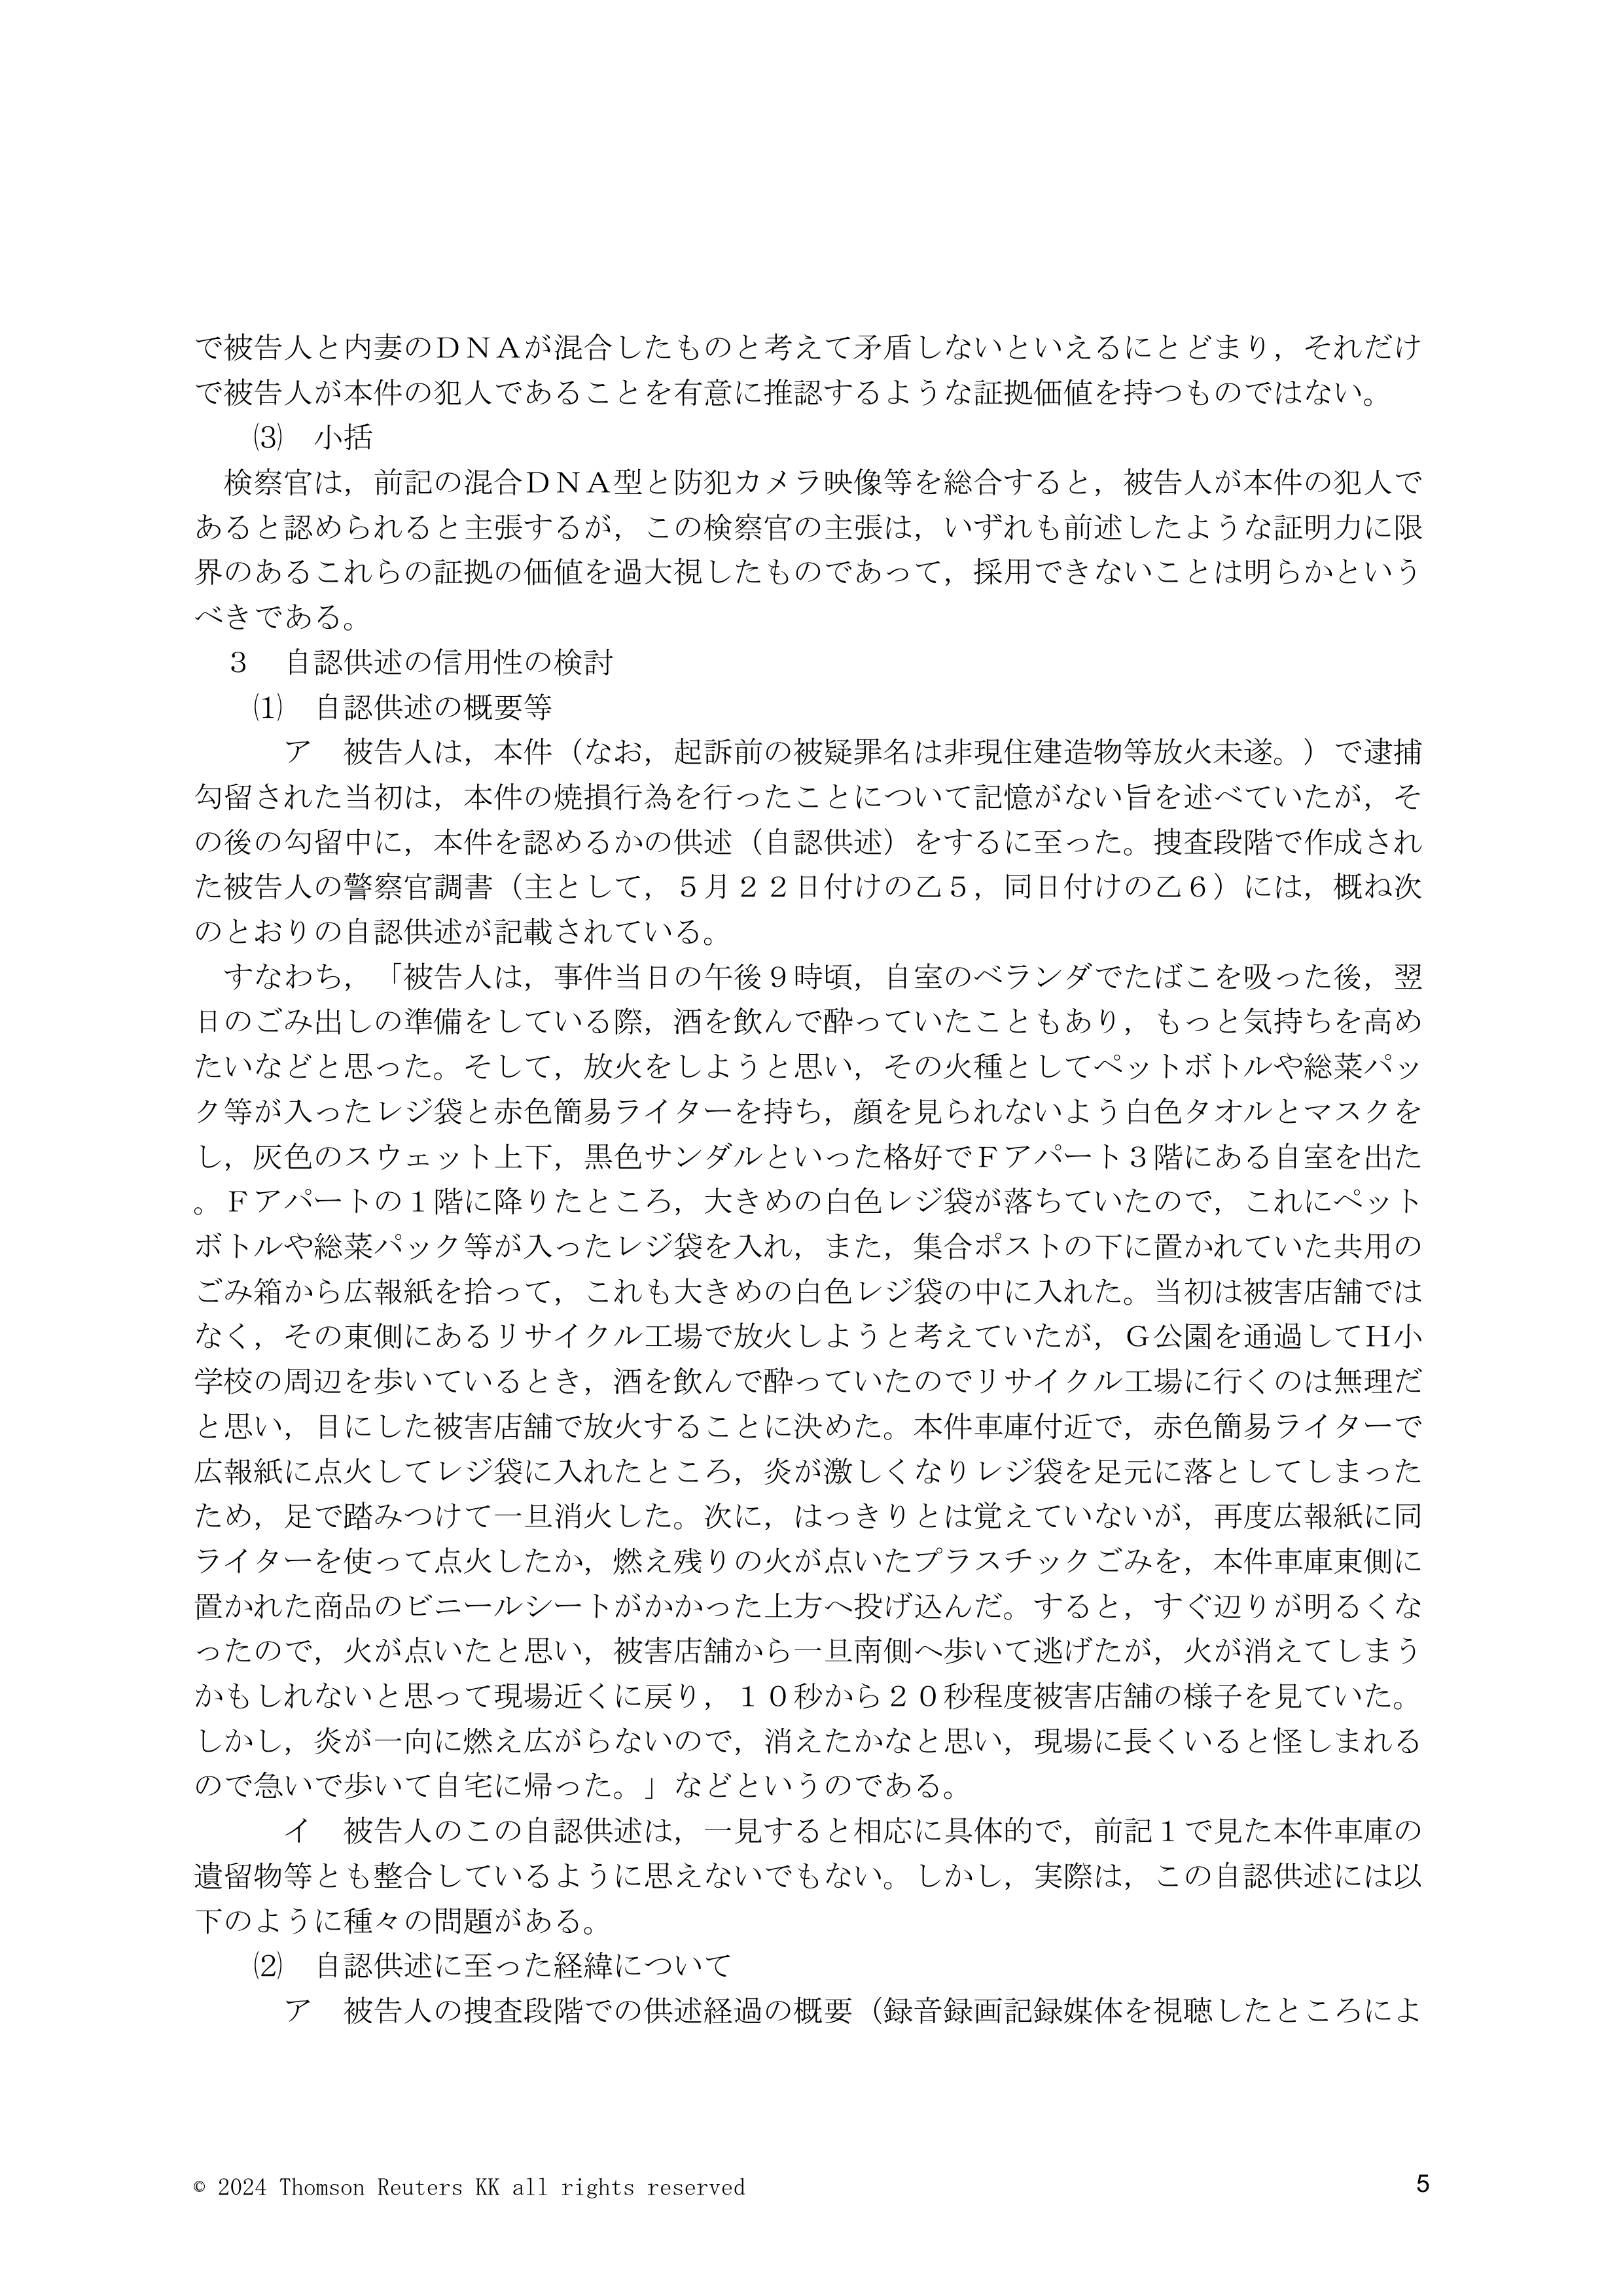 で被告人と内妻のＤＮＡが混合したものと考えて矛盾しないといえるにとどまり，それだけ
で被告人が本件の犯人であることを有意に推認するような証拠価値を持つものではない。
⑶　小括
検察官は，前記の混合ＤＮＡ型と防犯カメラ映像等を総合すると，被告人が本件の犯人で
あると認められると主張するが，この検察官の主張は，いずれも前述したような証明力に限
界のあるこれらの証拠の価値を過大視したものであって，採用できないことは明らかという
べきである。
３　自認供述の信用性の検討
⑴　自認供述の概要等
ア　被告人は，本件（なお，起訴前の被疑罪名は非現住建造物等放火未遂。）で逮捕
勾留された当初は，本件の焼損行為を行ったことについて記憶がない旨を述べていたが，そ
の後の勾留中に，本件を認めるかの供述（自認供述）をするに至った。捜査段階で作成され
た被告人の警察官調書（主として，５月２２日付けの乙５，同日付けの乙６）には，概ね次
のとおりの自認供述が記載されている。
すなわち，「被告人は，事件当日の午後９時頃，自室のベランダでたばこを吸った後，翌
日のごみ出しの準備をしている際，酒を飲んで酔っていたこともあり，もっと気持ちを高め
たいなどと思った。そして，放火をしようと思い，その火種としてペットボトルや総菜パッ
ク等が入ったレジ袋と赤色簡易ライターを持ち，顔を見られないよう白色タオルとマスクを
し，灰色のスウェット上下，黒色サンダルといった格好でＦアパート３階にある自室を出た
。Ｆアパートの１階に降りたところ，大きめの白色レジ袋が落ちていたので，これにペット
ボトルや総菜パック等が入ったレジ袋を入れ，また，集合ポストの下に置かれていた共用の
ごみ箱から広報紙を拾って，これも大きめの白色レジ袋の中に入れた。当初は被害店舗では
なく，その東側にあるリサイクル工場で放火しようと考えていたが，Ｇ公園を通過してＨ小
学校の周辺を歩いているとき，酒を飲んで酔っていたのでリサイクル工場に行くのは無理だ
と思い，目にした被害店舗で放火することに決めた。本件車庫付近で，赤色簡易ライターで
広報紙に点火してレジ袋に入れたところ，炎が激しくなりレジ袋を足元に落としてしまった
ため，足で踏みつけて一旦消火した。次に，はっきりとは覚えていないが，再度広報紙に同
ライターを使って点火したか，燃え残りの火が点いたプラスチックごみを，本件車庫東側に
置かれた商品のビニールシートがかかった上方へ投げ込んだ。すると，すぐ辺りが明るくな
ったので，火が点いたと思い，被害店舗から一旦南側へ歩いて逃げたが，火が消えてしまう
かもしれないと思って現場近くに戻り，１０秒から２０秒程度被害店舗の様子を見ていた。
しかし，炎が一向に燃え広がらないので，消えたかなと思い，現場に長くいると怪しまれる
ので急いで歩いて自宅に帰った。」などというのである。
イ　被告人のこの自認供述は，一見すると相応に具体的で，前記１で見た本件車庫の
遺留物等とも整合しているように思えないでもない。しかし，実際は，この自認供述には以
下のように種々の問題がある。
⑵　自認供述に至った経緯について
ア　被告人の捜査段階での供述経過の概要（録音録画記録媒体を視聴したところによ
© 2024 Thomson Reuters KK all rights reserved
5